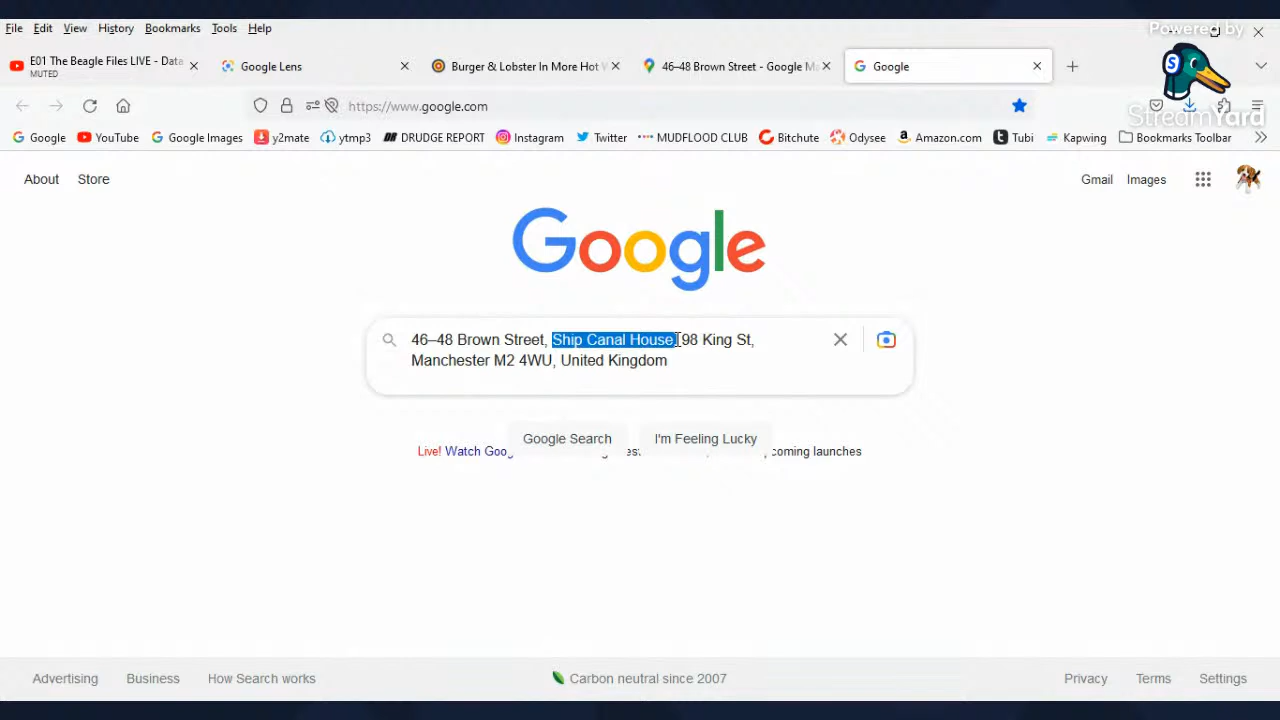 Powered by
StreamYard
File Edit View History Bookmarks Tools Help
E01 The Beagle Files LIVE - Data
MUTED
Google Lens
Burger & Lobster In More Hot W
46–48 Brown Street - Google Ma
Google
https://www.google.com
Google YouTube Google Images y2mate ytmp3 DRUDGE REPORT Instagram Twitter MUDFLOOD CLUB Bitchute Odysee Amazon.com Tubi Kapwing Bookmarks Toolbar
About Store
Gmail Images
Google
46–48 Brown Street, Ship Canal House, 98 King St,
Manchester M2 4WU, United Kingdom
Google Search I'm Feeling Lucky
Live! Watch Goog coming launches
Advertising Business How Search works
Carbon neutral since 2007
Privacy Terms Settings